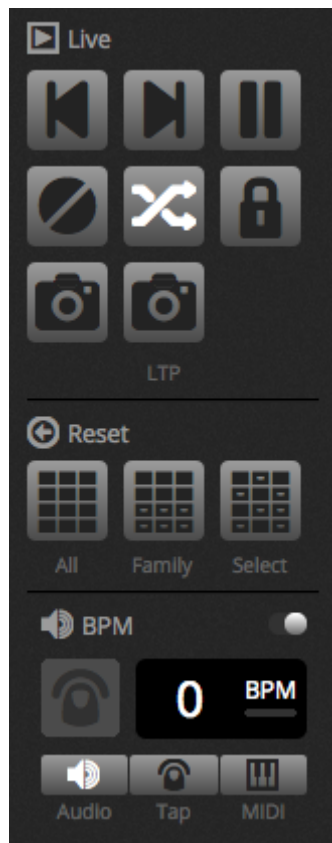 Live
LTP
Reset
All Family Select
BPM
0 BPM
Audio Tap MIDI